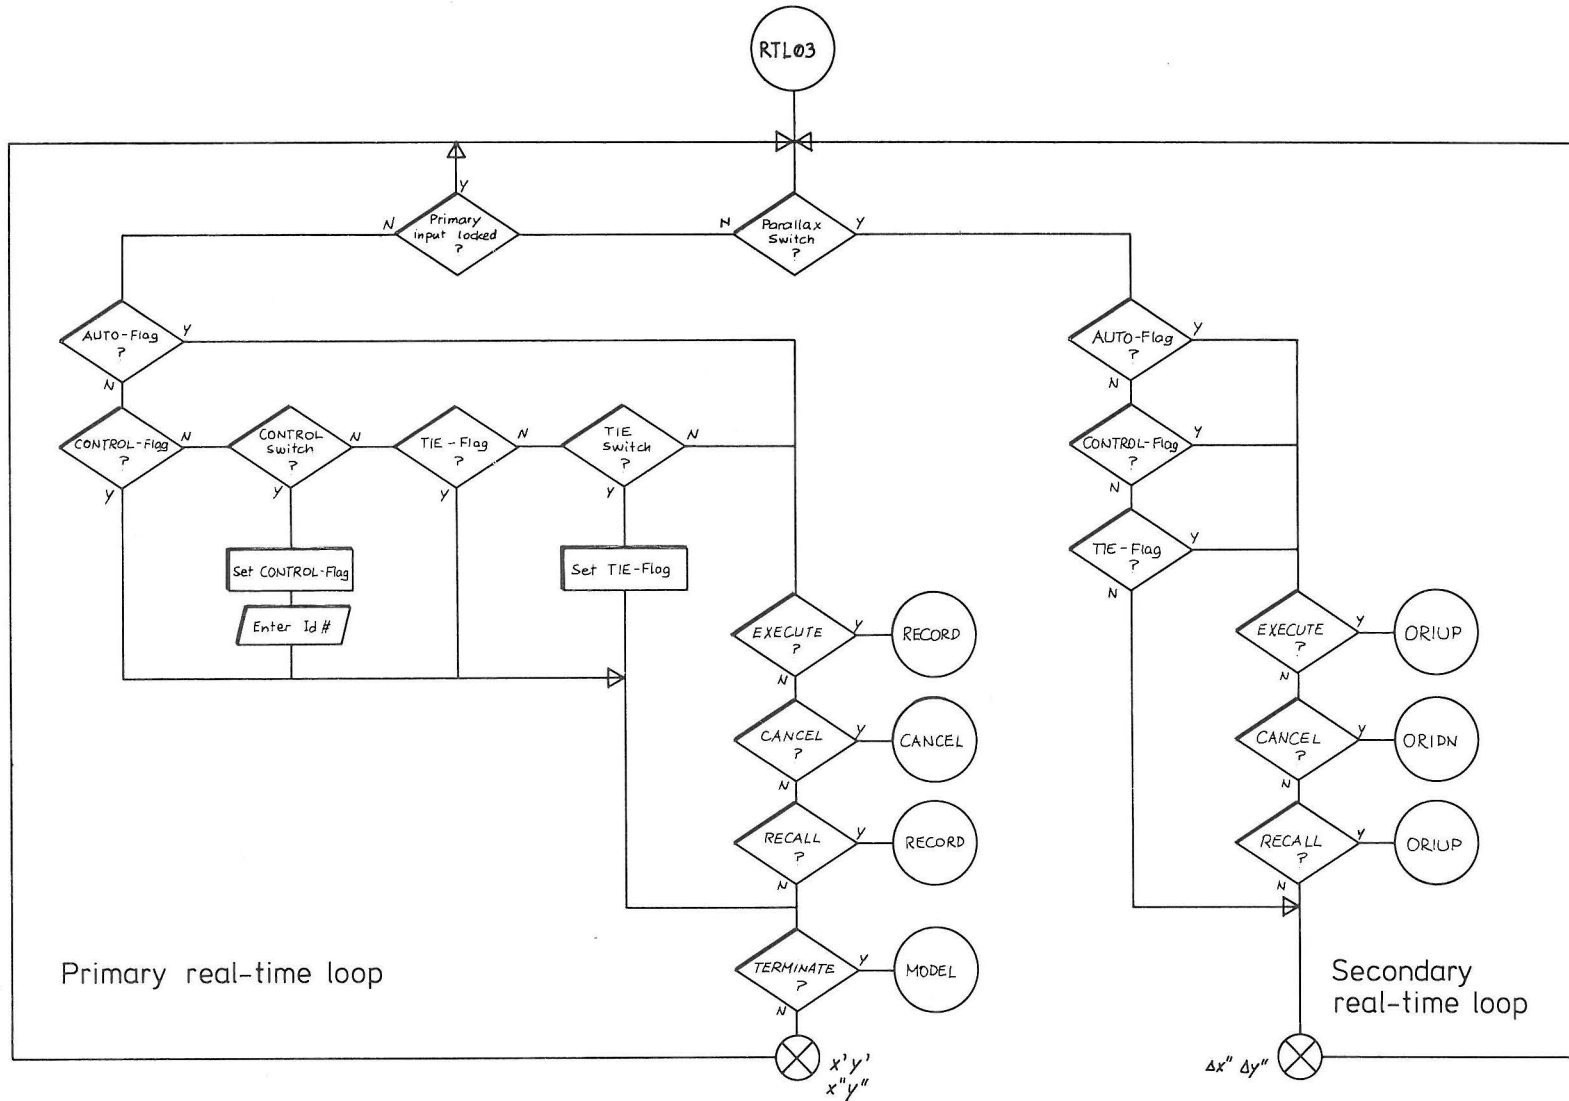 RTLØ3
Y
N
Primary
input locked
?
N
Parallax
Switch
?
Y
AUTO-Flag
?
Y
N
AUTO-Flag
?
Y
N
CONTROL-Flag
?
N
Y
CONTROL
Switch
?
N
Y
TIE-Flag
?
N
Y
TIE
Switch
?
N
Y
CONTROL-Flag
?
Y
N
Set CONTROL-Flag
Set TIE-Flag
TIE-Flag
?
Y
N
Enter Id#
EXECUTE
?
Y
N
RECORD
EXECUTE
?
Y
N
ORIUP
CANCEL
?
Y
N
CANCEL
CANCEL
?
Y
N
ORIDN
RECALL
?
Y
N
RECORD
RECALL
?
Y
N
ORIUP
Primary real-time loop
TERMINATE
?
Y
N
MODEL
Secondary
real-time loop
x' y'
x" y"
Δx" Δy"